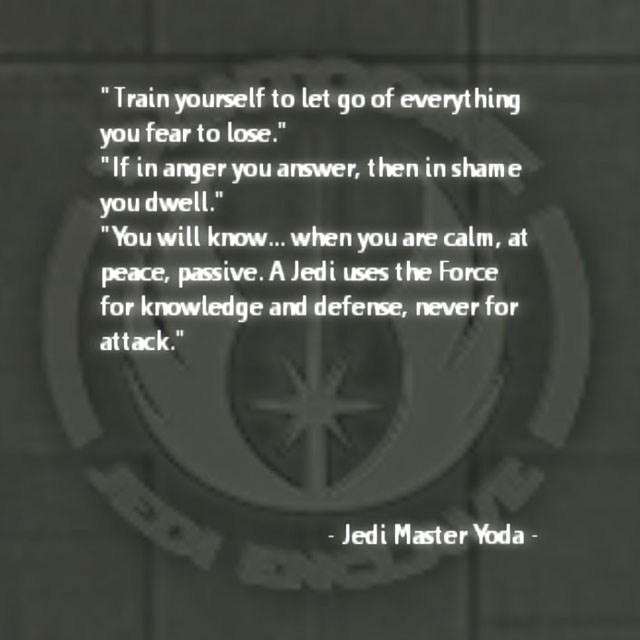 "Train yourself to let go of everything
you fear to lose."
"If in anger you answer, then in shame
you dwell."
"You will know... when you are calm, at
peace, passive. A Jedi uses the Force
for knowledge and defense, never for
attack."
- Jedi Master Yoda -
JEDI ENCLAVE